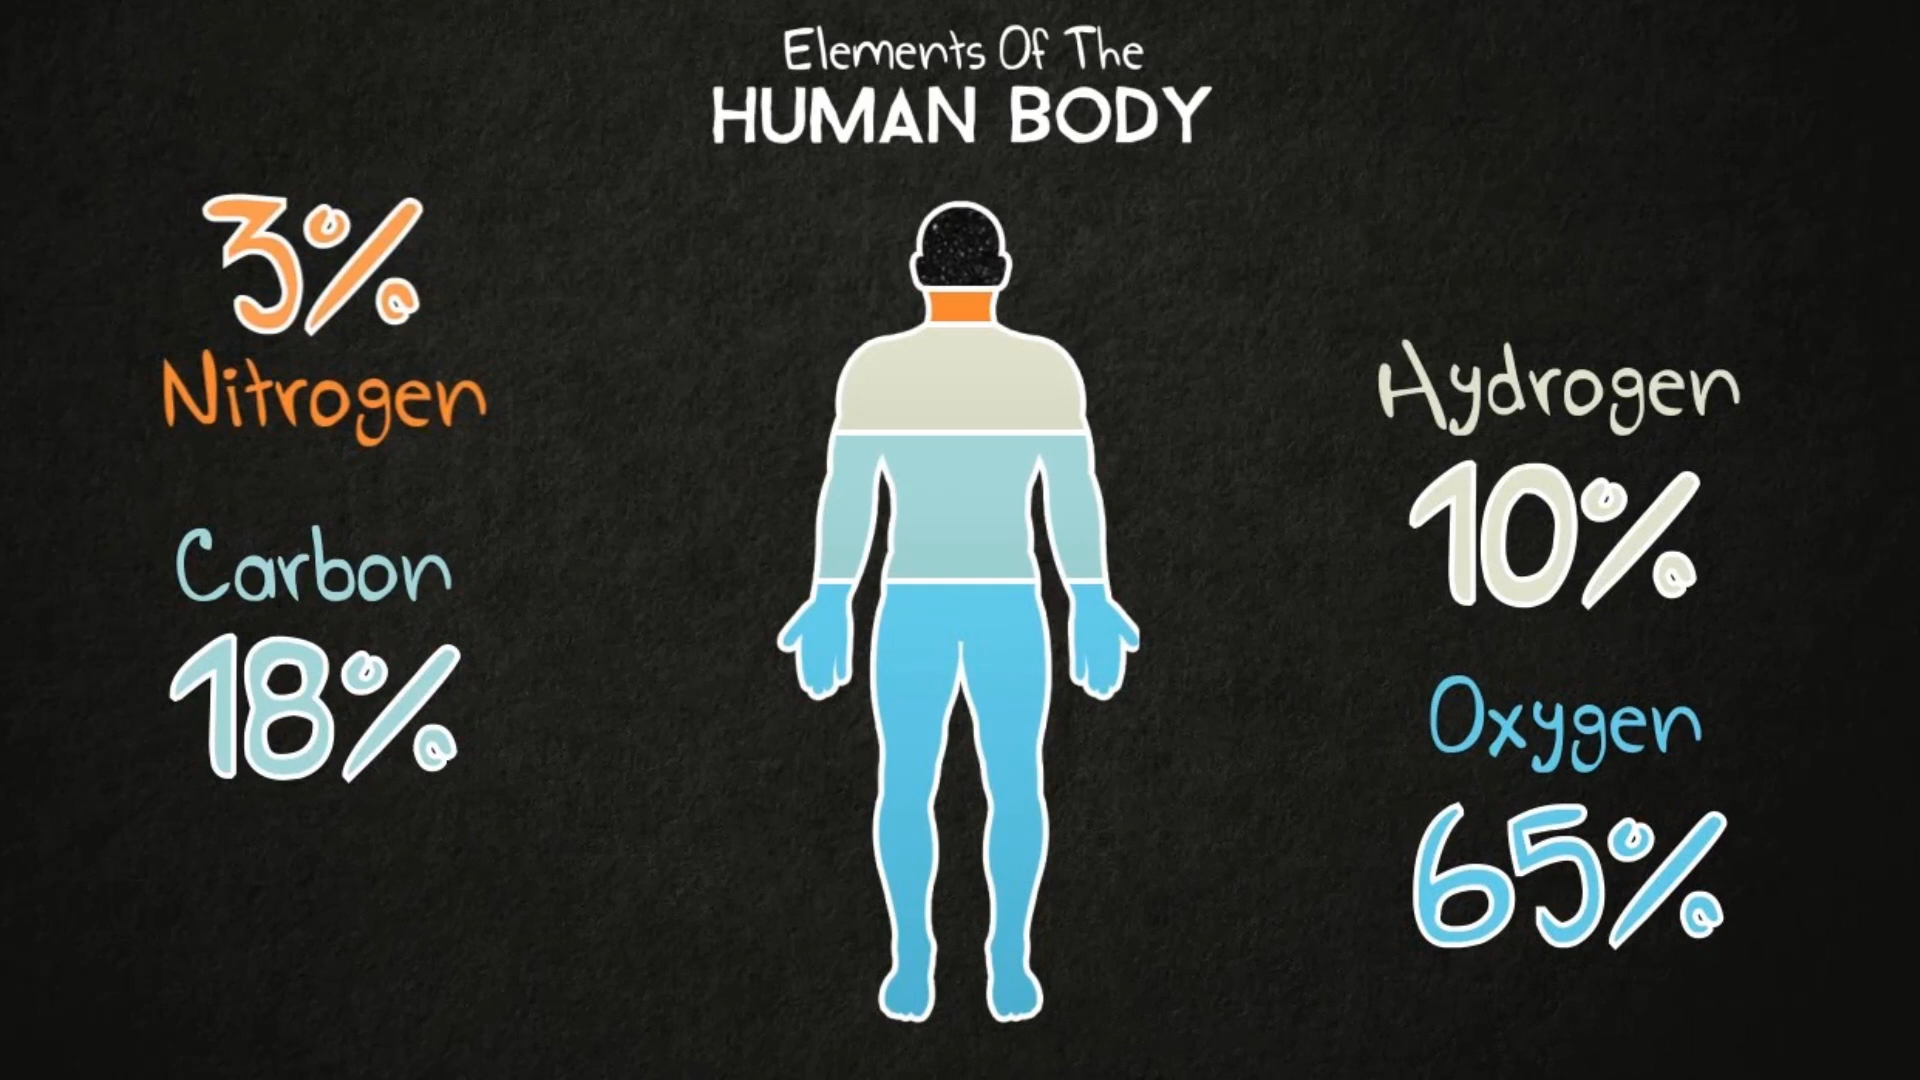 Elements Of The
HUMAN BODY
3%
Nitrogen
Carbon
18%
Hydrogen
10%
Oxygen
65%